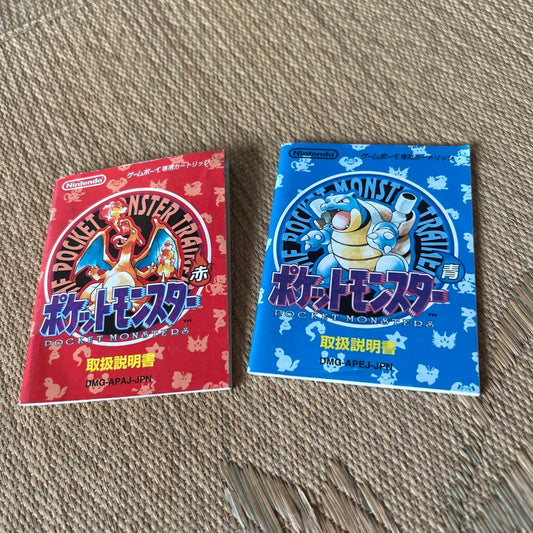 Nintendo
ゲームボーイ専用カートリッジ
THE POCKET MONSTER TRAINER
赤
ポケットモンスター
TM
POCKET MONSTERS
取扱説明書
DMG-APAJ-JPN
Nintendo
ゲームボーイ専用カートリッジ
THE POCKET MONSTER TRAINER
青
ポケットモンスター
TM
POCKET MONSTERS
取扱説明書
DMG-APEJ-JPN